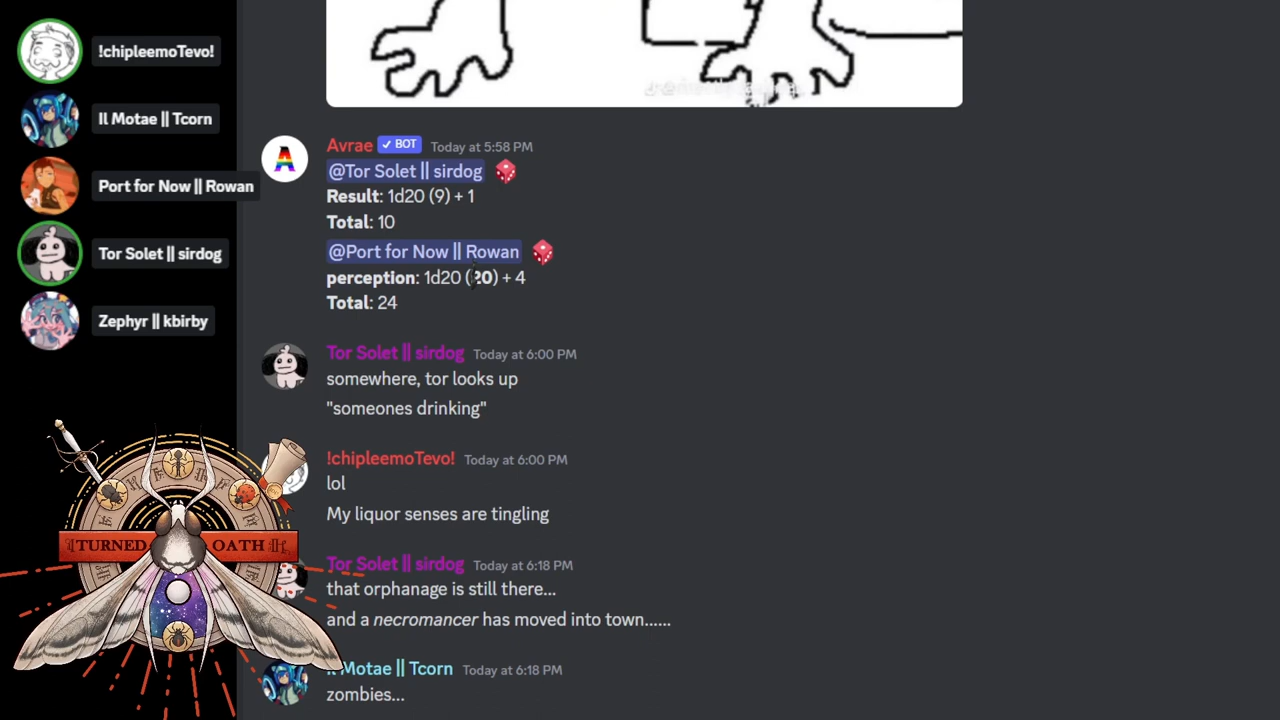 !chipleemoTevo!
Il Motae || Tcorn
Port for Now || Rowan
Tor Solet || sirdog
Zephyr || kbirby
TURNED OATH
A
Avrae ✓ BOT Today at 5:58 PM
@Tor Solet || sirdog
Result: 1d20 (9) + 1
Total: 10
@Port for Now || Rowan
perception: 1d20 (20) + 4
Total: 24
Tor Solet || sirdog Today at 6:00 PM
somewhere, tor looks up
"someones drinking"
!chipleemoTevo! Today at 6:00 PM
lol
My liquor senses are tingling
Tor Solet || sirdog Today at 6:18 PM
that orphanage is still there...
and a necromancer has moved into town......
Il Motae || Tcorn Today at 6:18 PM
zombies...